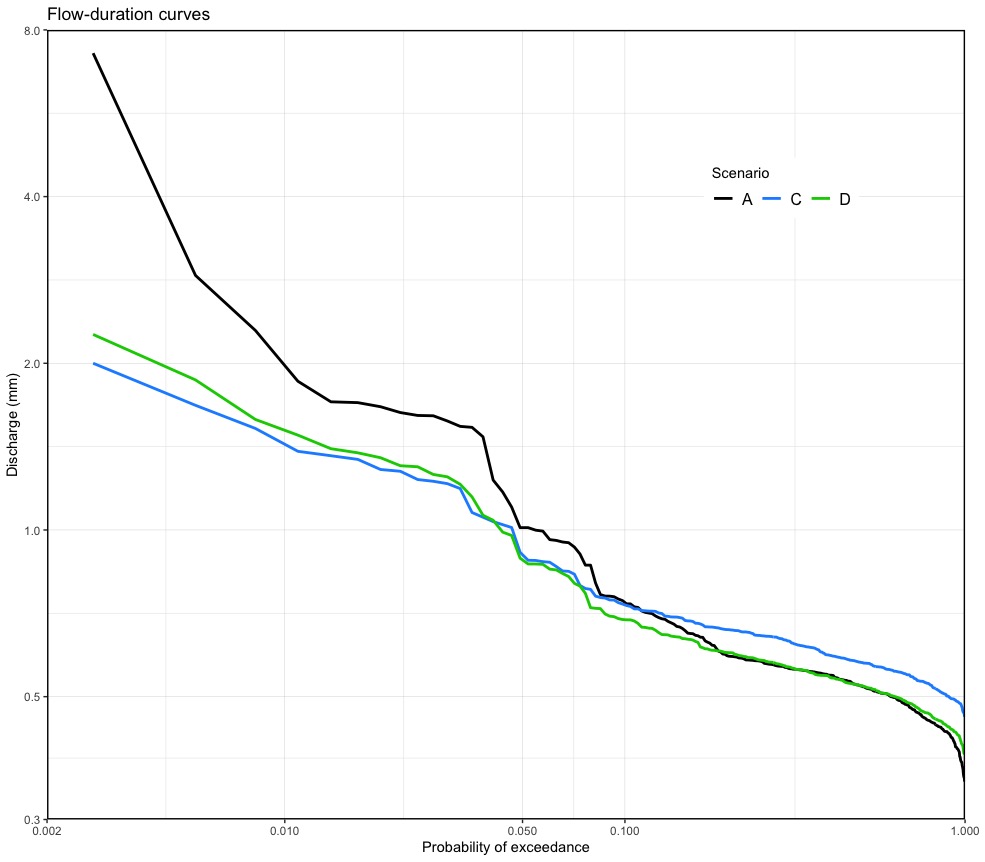 Flow-duration curves
8.0
4.0
2.0
1.0
0.5
0.3
Discharge (mm)
Scenario
A C D
0.002 0.010 0.050 0.100 1.000
Probability of exceedance